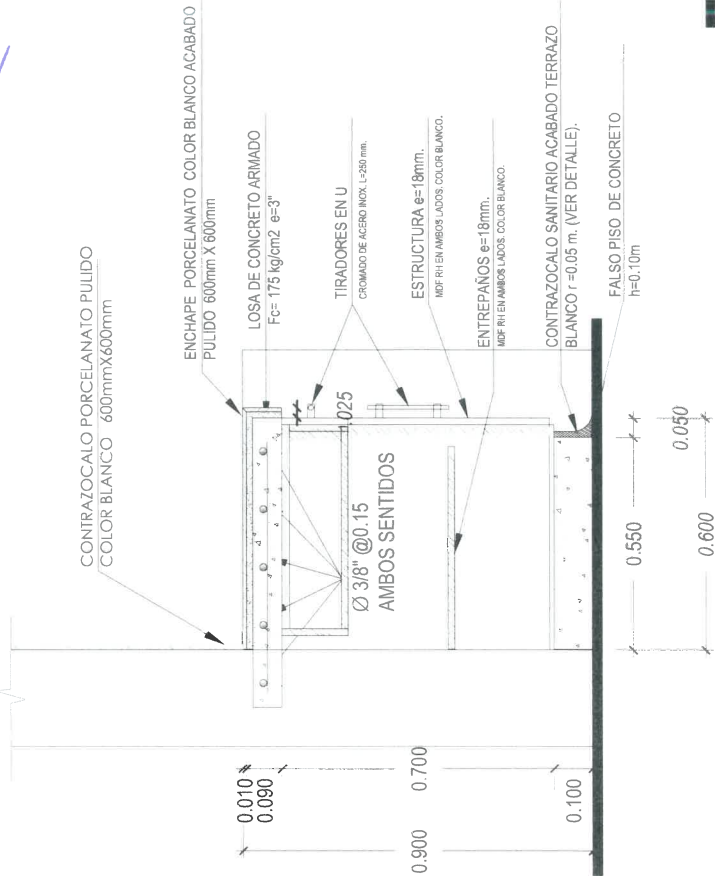 CONTRAZOCALO PORCELANATO PULIDO
COLOR BLANCO 600mmX600mm
ENCHAPE PORCELANATO COLOR BLANCO ACABADO
PULIDO 600mm X 600mm
LOSA DE CONCRETO ARMADO
Fc= 175 kg/cm2 e=3"
TIRADORES EN U
CROMADO DE ACERO INOX. L=250 mm.
ESTRUCTURA e=18mm.
MDF RH EN AMBOS LADOS. COLOR BLANCO.
ENTREPAÑOS e=18mm.
MDF RH EN AMBOS LADOS. COLOR BLANCO.
CONTRAZOCALO SANITARIO ACABADO TERRAZO
BLANCO r =0.05 m. (VER DETALLE).
FALSO PISO DE CONCRETO
h=0.10m
.025
Ø 3/8" @0.15
AMBOS SENTIDOS
0.010
0.090
0.700
0.100
0.900
0.550
0.050
0.600